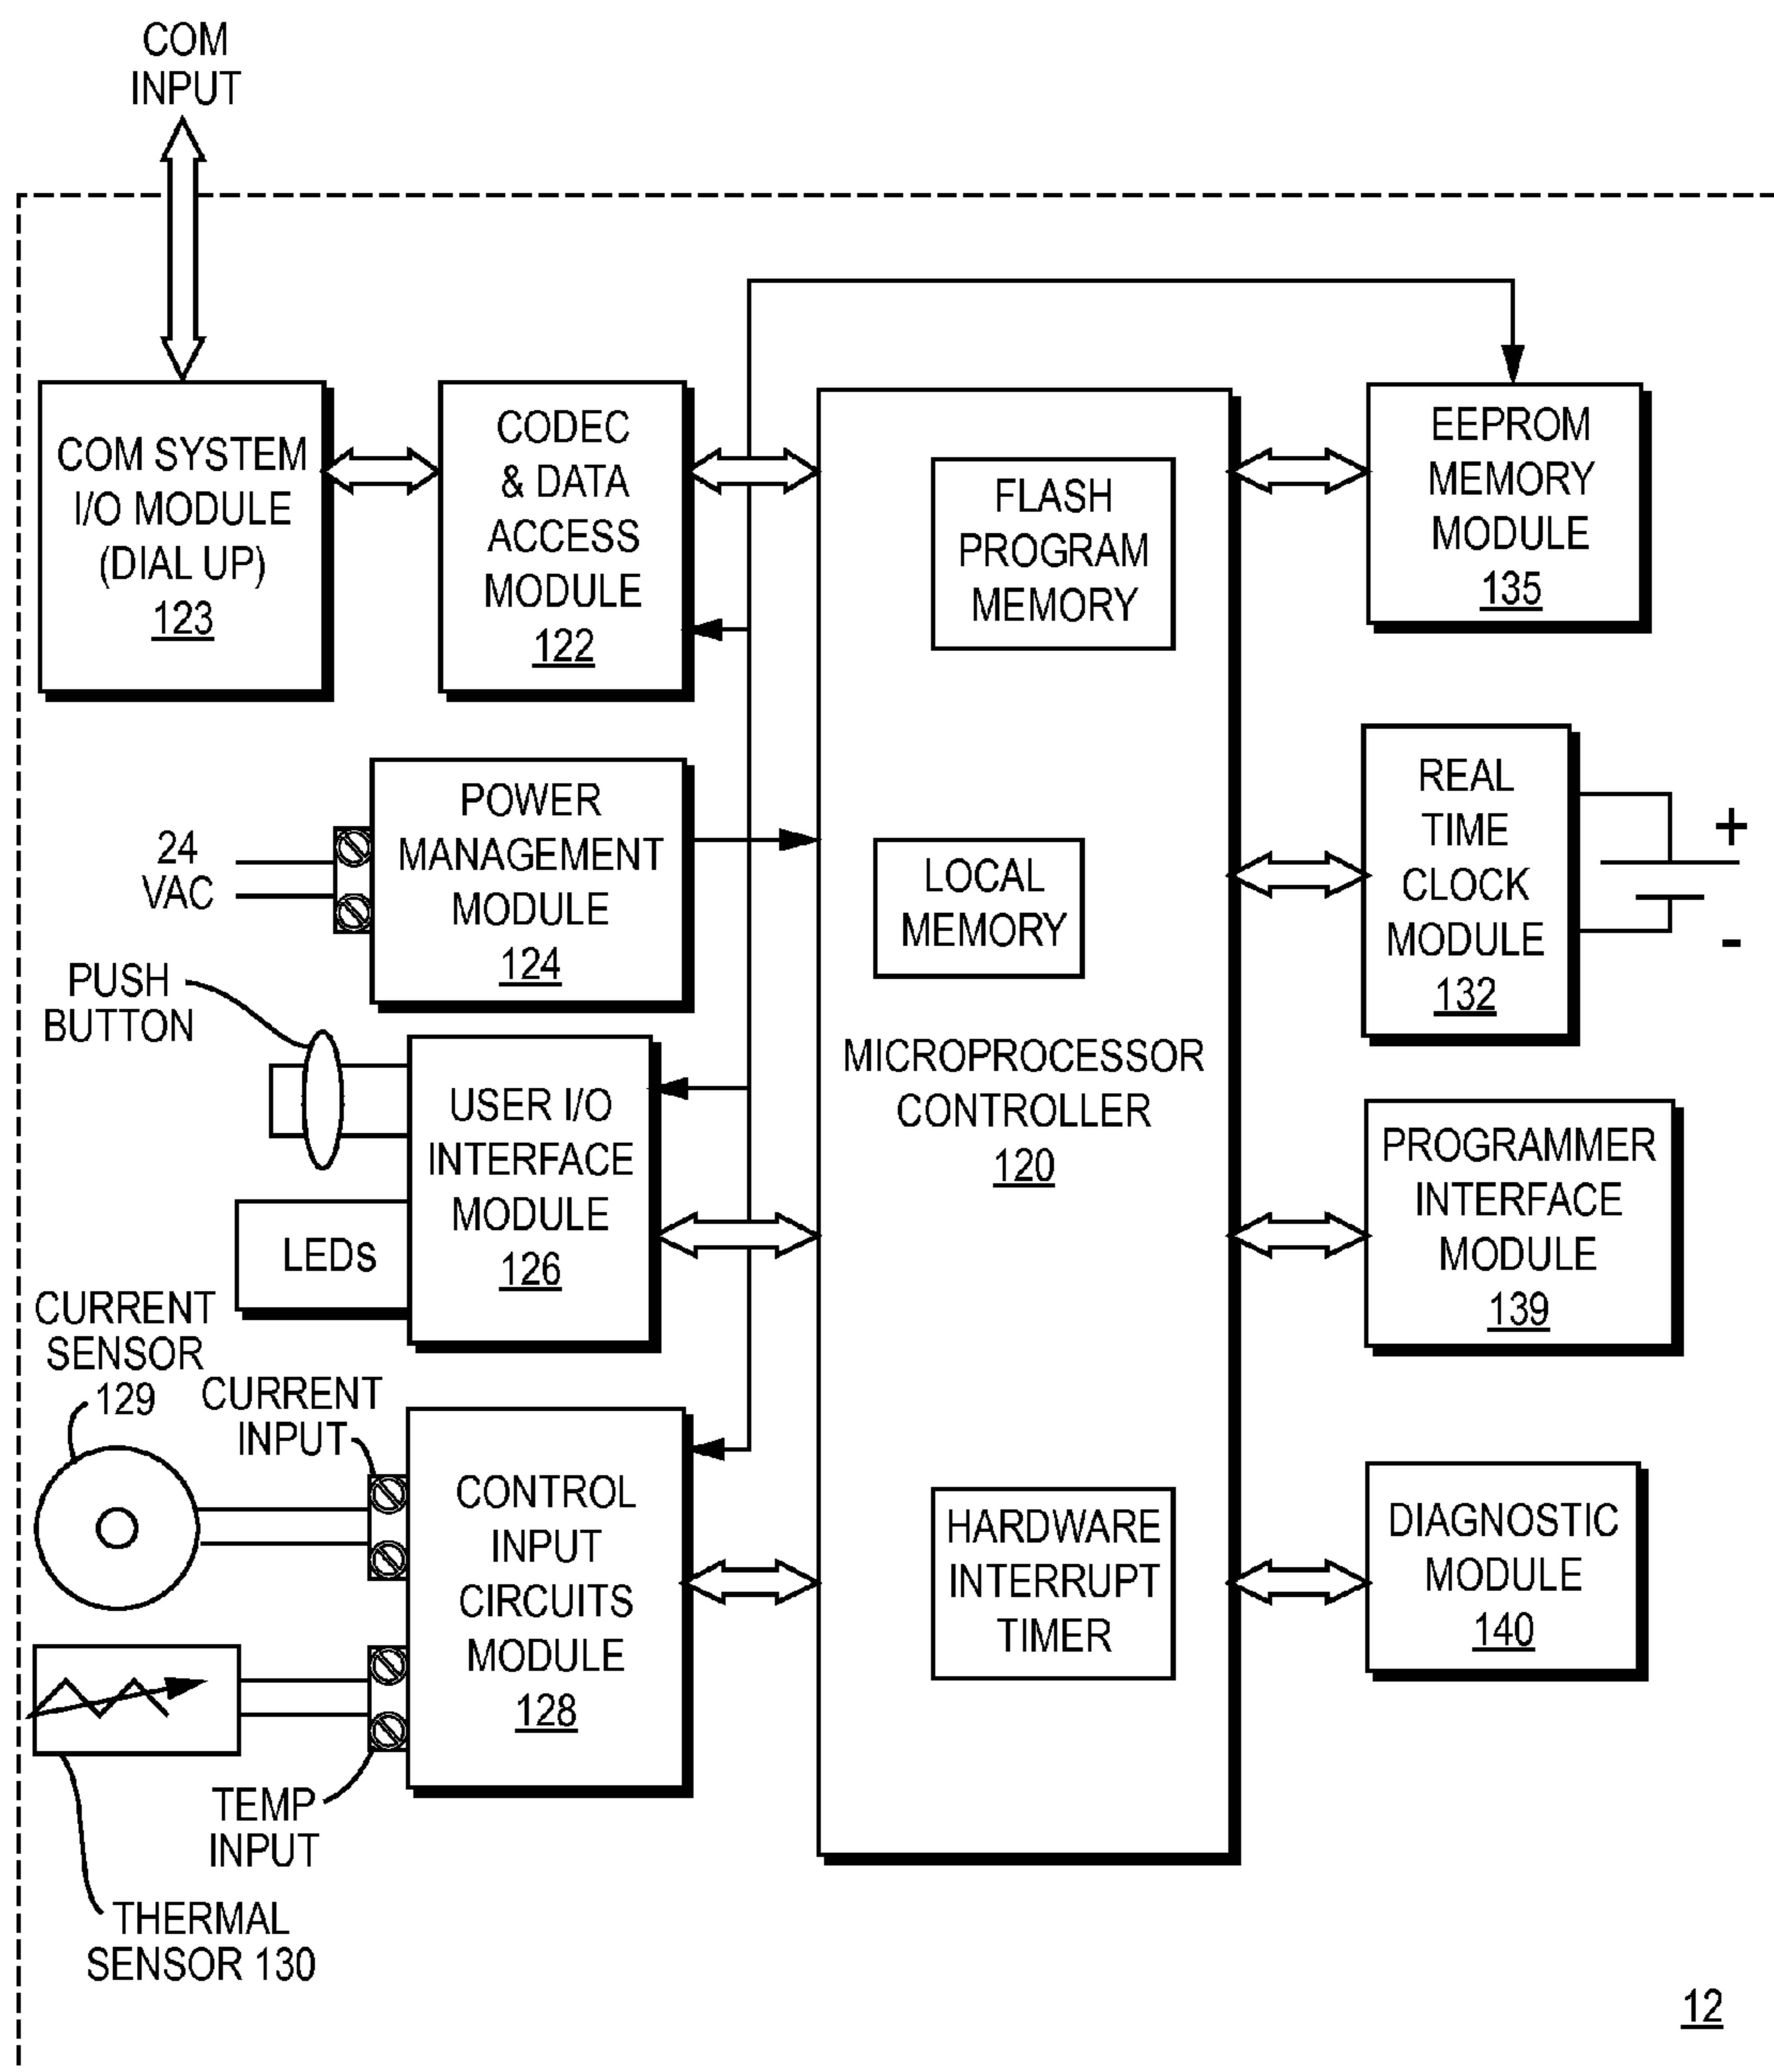 COM
INPUT
COM SYSTEM
I/O MODULE
(DIAL UP)
123
CODEC
& DATA
ACCESS
MODULE
122
FLASH
PROGRAM
MEMORY
EEPROM
MEMORY
MODULE
135
24
VAC
POWER
MANAGEMENT
MODULE
124
LOCAL
MEMORY
REAL
TIME
CLOCK
MODULE
132
+
-
PUSH
BUTTON
USER I/O
INTERFACE
MODULE
126
LEDs
MICROPROCESSOR
CONTROLLER
120
PROGRAMMER
INTERFACE
MODULE
139
CURRENT
SENSOR
129
CURRENT
INPUT
CONTROL
INPUT
CIRCUITS
MODULE
128
HARDWARE
INTERRUPT
TIMER
DIAGNOSTIC
MODULE
140
TEMP
INPUT
THERMAL
SENSOR 130
12